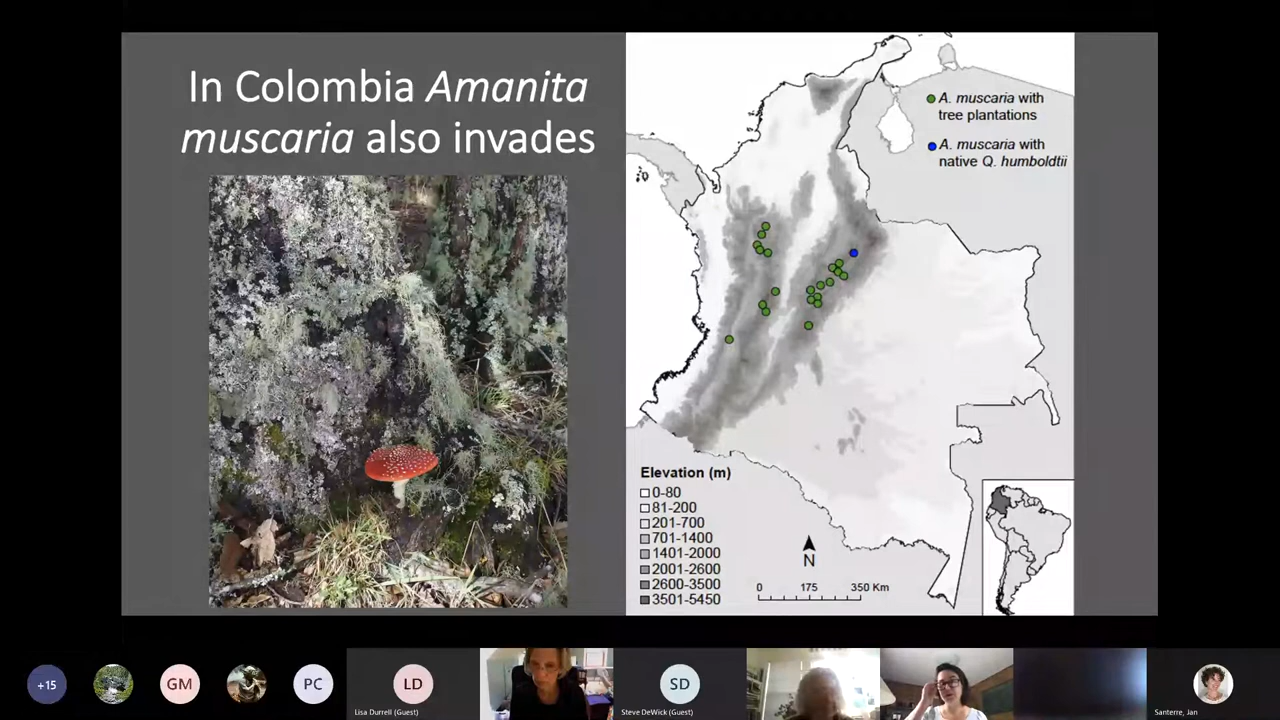 In Colombia Amanita
muscaria also invades
A. muscaria with
tree plantations
A. muscaria with
native Q. humboldtii
Elevation (m)
0-80
81-200
201-700
701-1400
1401-2000
2001-2600
2600-3500
3501-5450
N
0 175 350 Km
+15
GM
PC
LD
Lisa Durrell (Guest)
SD
Steve DeWick (Guest)
Santerre, Jan